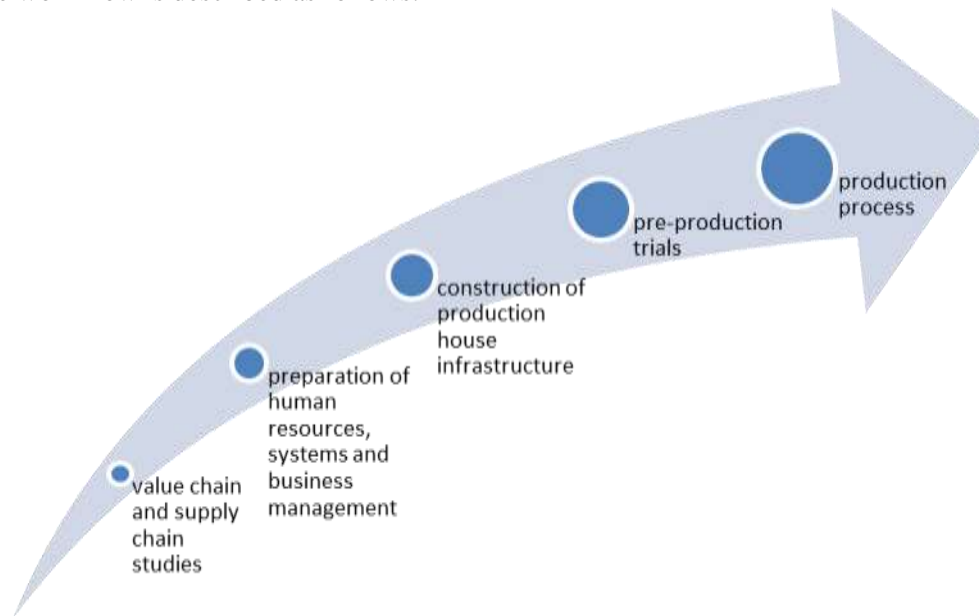 value chain
and supply
chain
studies
preparation of
human
resources,
systems and
business
management
construction of
production
house
infrastructure
pre-production
trials
production
process